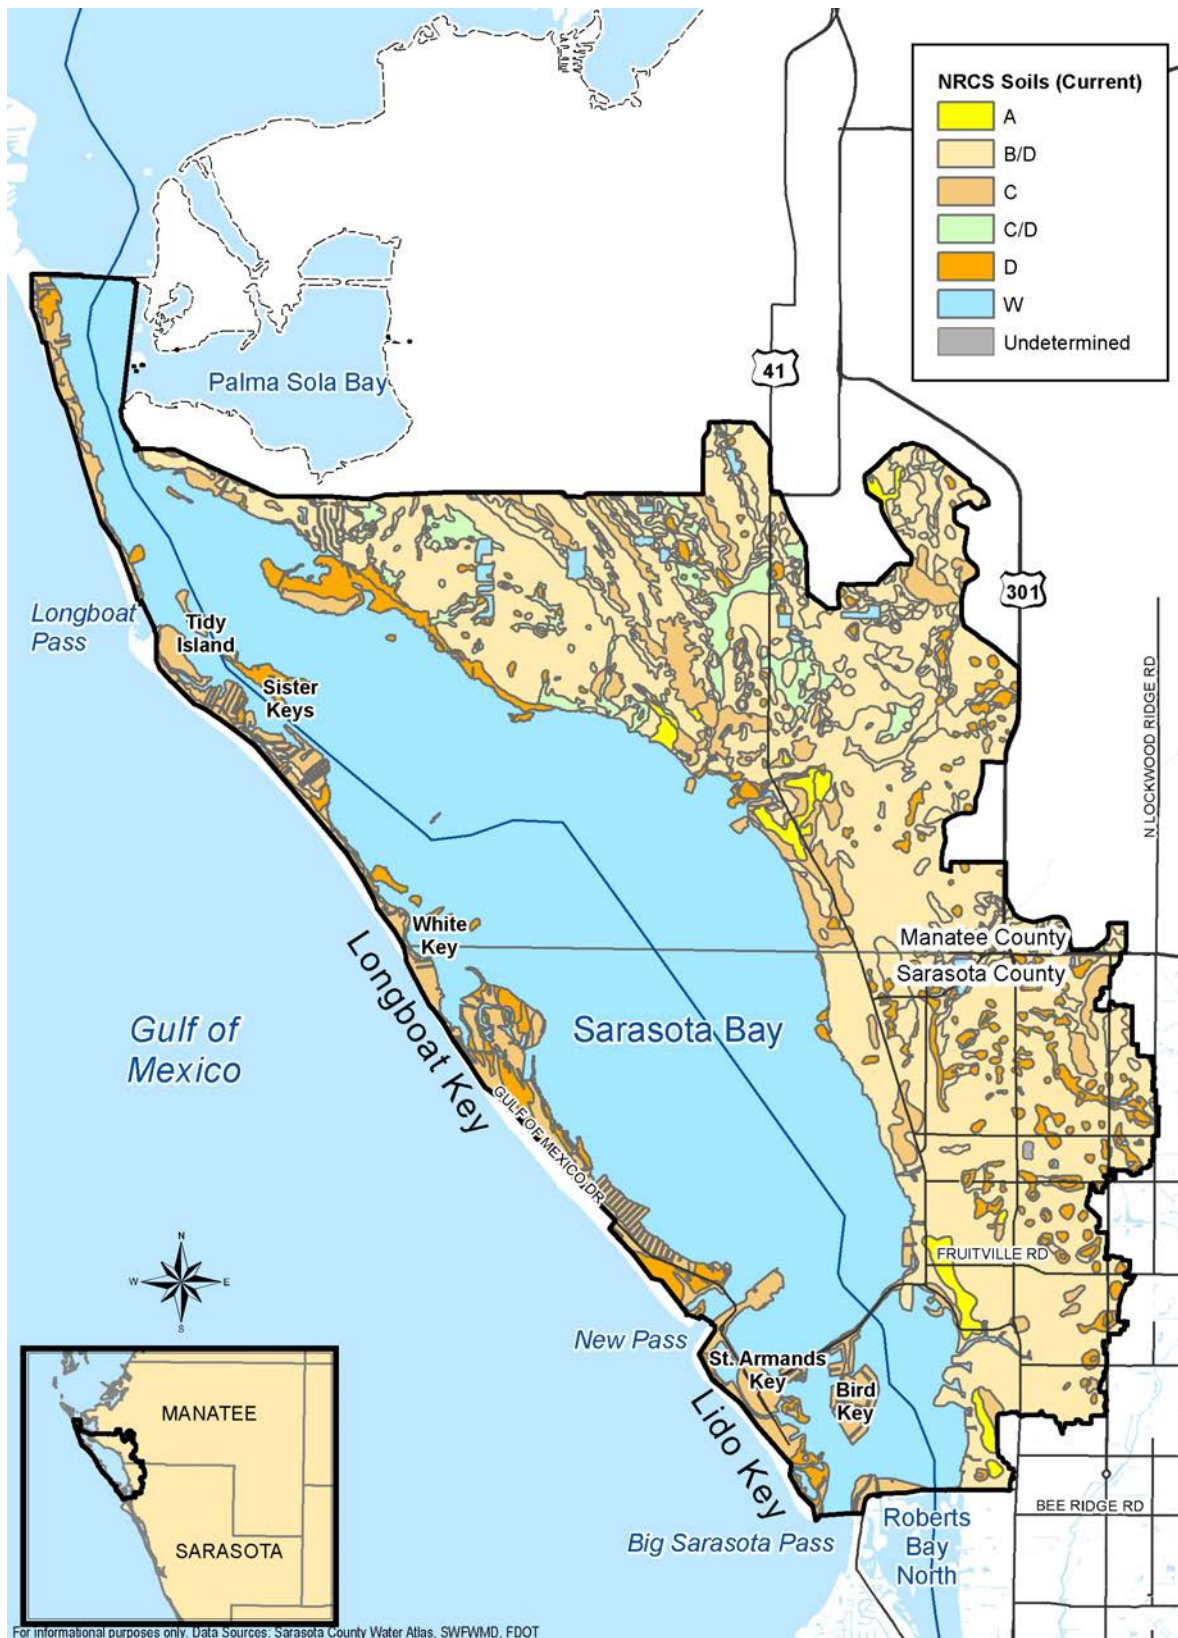 NRCS Soils (Current)
A
B/D
C
C/D
D
W
Undetermined
41
Palma Sola Bay
301
Longboat
Pass
Tidy
Island
Sister
Keys
N LOCKWOOD RIDGE RD
White
Key
Manatee County
Sarasota County
Longboat Key
Gulf of
Mexico
Sarasota Bay
GULF OF MEXICO DR
FRUITVILLE RD
N
W
E
S
New Pass
St. Armands
Key
Bird
Key
Lido Key
MANATEE
SARASOTA
BEE RIDGE RD
Big Sarasota Pass
Roberts
Bay
North
For informational purposes only. Data Sources: Sarasota County Water Atlas, SWFWMD, FDOT